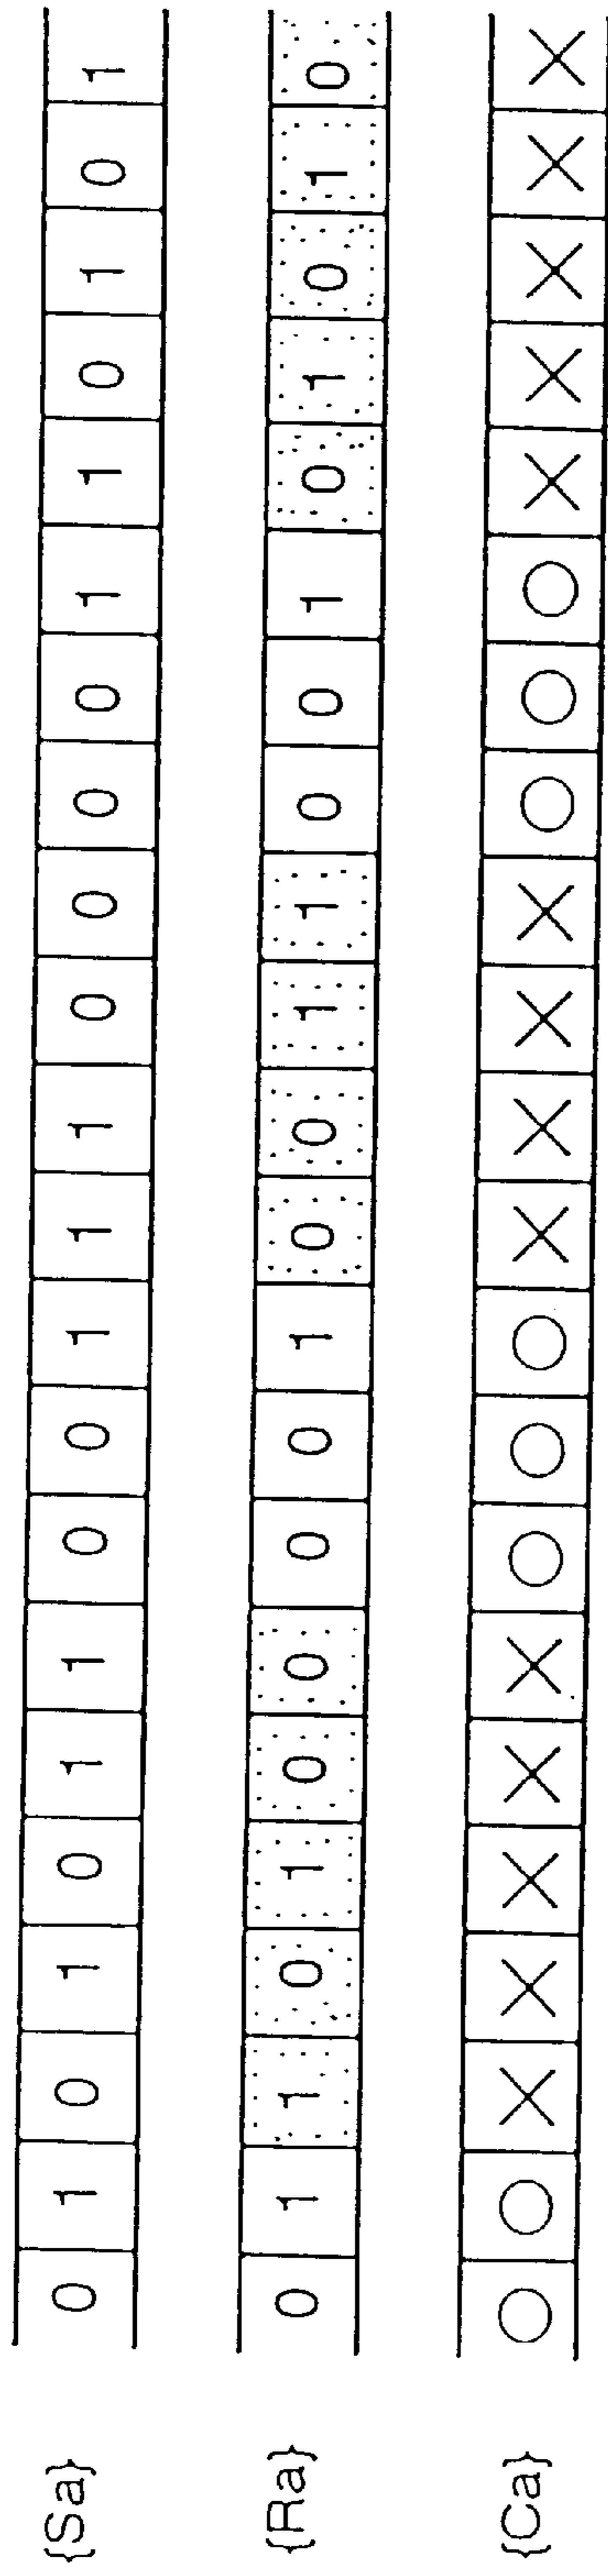 {Sa} 0 1 0 1 0 1 1 0 0 1 1 1 0 0 0 0 1 1 0 1 0 1
{Ra} 0 1 1 0 1 0 0 0 0 1 0 0 1 1 0 0 1 0 1 0 1 0
{Ca} ○ ○ × × × × × ○ ○ ○ × × × × ○ ○ ○ × × × × ×